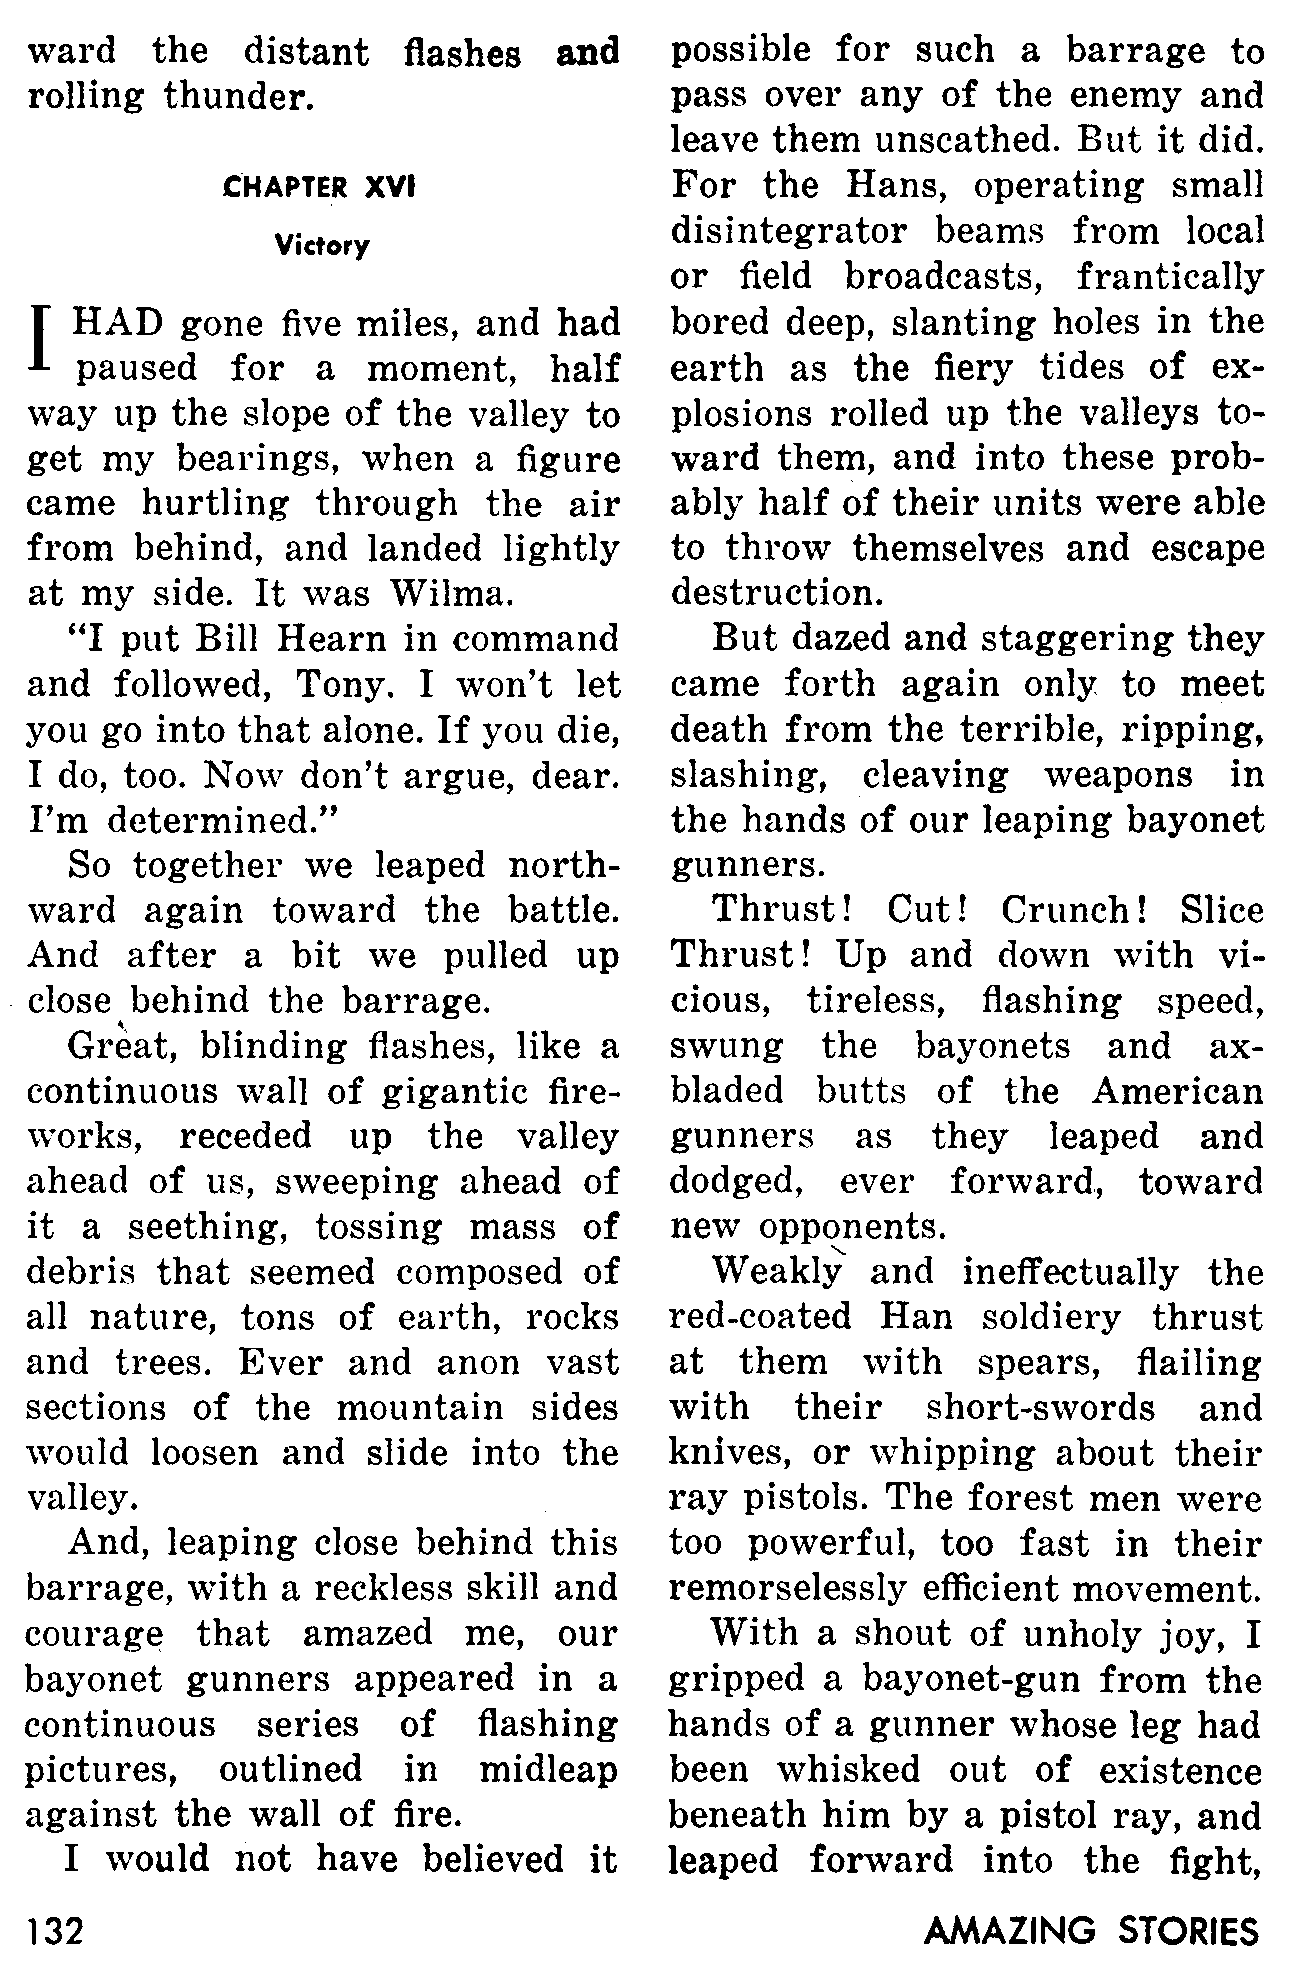 ward the distant flashes and
rolling thunder.
CHAPTER XVI
Victory
I HAD gone five miles, and had
paused for a moment, half
way up the slope of the valley to
get my bearings, when a figure
came hurtling through the air
from behind, and landed lightly
at my side. It was Wilma.
“I put Bill Hearn in command
and followed, Tony. I won’t let
you go into that alone. If you die,
I do, too. Now don’t argue, dear.
I’m determined.”
So together we leaped north-
ward again toward the battle.
And after a bit we pulled up
close behind the barrage.
Great, blinding flashes, like a
continuous wall of gigantic fire-
works, receded up the valley
ahead of us, sweeping ahead of
it a seething, tossing mass of
debris that seemed composed of
all nature, tons of earth, rocks
and trees. Ever and anon vast
sections of the mountain sides
would loosen and slide into the
valley.
And, leaping close behind this
barrage, with a reckless skill and
courage that amazed me, our
bayonet gunners appeared in a
continuous series of flashing
pictures, outlined in midleap
against the wall of fire.
I would not have believed it
possible for such a barrage to
pass over any of the enemy and
leave them unscathed. But it did.
For the Hans, operating small
disintegrator beams from local
or field broadcasts, frantically
bored deep, slanting holes in the
earth as the fiery tides of ex-
plosions rolled up the valleys to-
ward them, and into these prob-
ably half of their units were able
to throw themselves and escape
destruction.
But dazed and staggering they
came forth again only to meet
death from the terrible, ripping,
slashing, cleaving weapons in
the hands of our leaping bayonet
gunners.
Thrust! Cut! Crunch! Slice
Thrust! Up and down with vi-
cious, tireless, flashing speed,
swung the bayonets and ax-
bladed butts of the American
gunners as they leaped and
dodged, ever forward, toward
new opponents.
Weakly and ineffectually the
red-coated Han soldiery thrust
at them with spears, flailing
with their short-swords and
knives, or whipping about their
ray pistols. The forest men were
too powerful, too fast in their
remorselessly efficient movement.
With a shout of unholy joy, I
gripped a bayonet-gun from the
hands of a gunner whose leg had
been whisked out of existence
beneath him by a pistol ray, and
leaped forward into the fight,
132
AMAZING STORIES